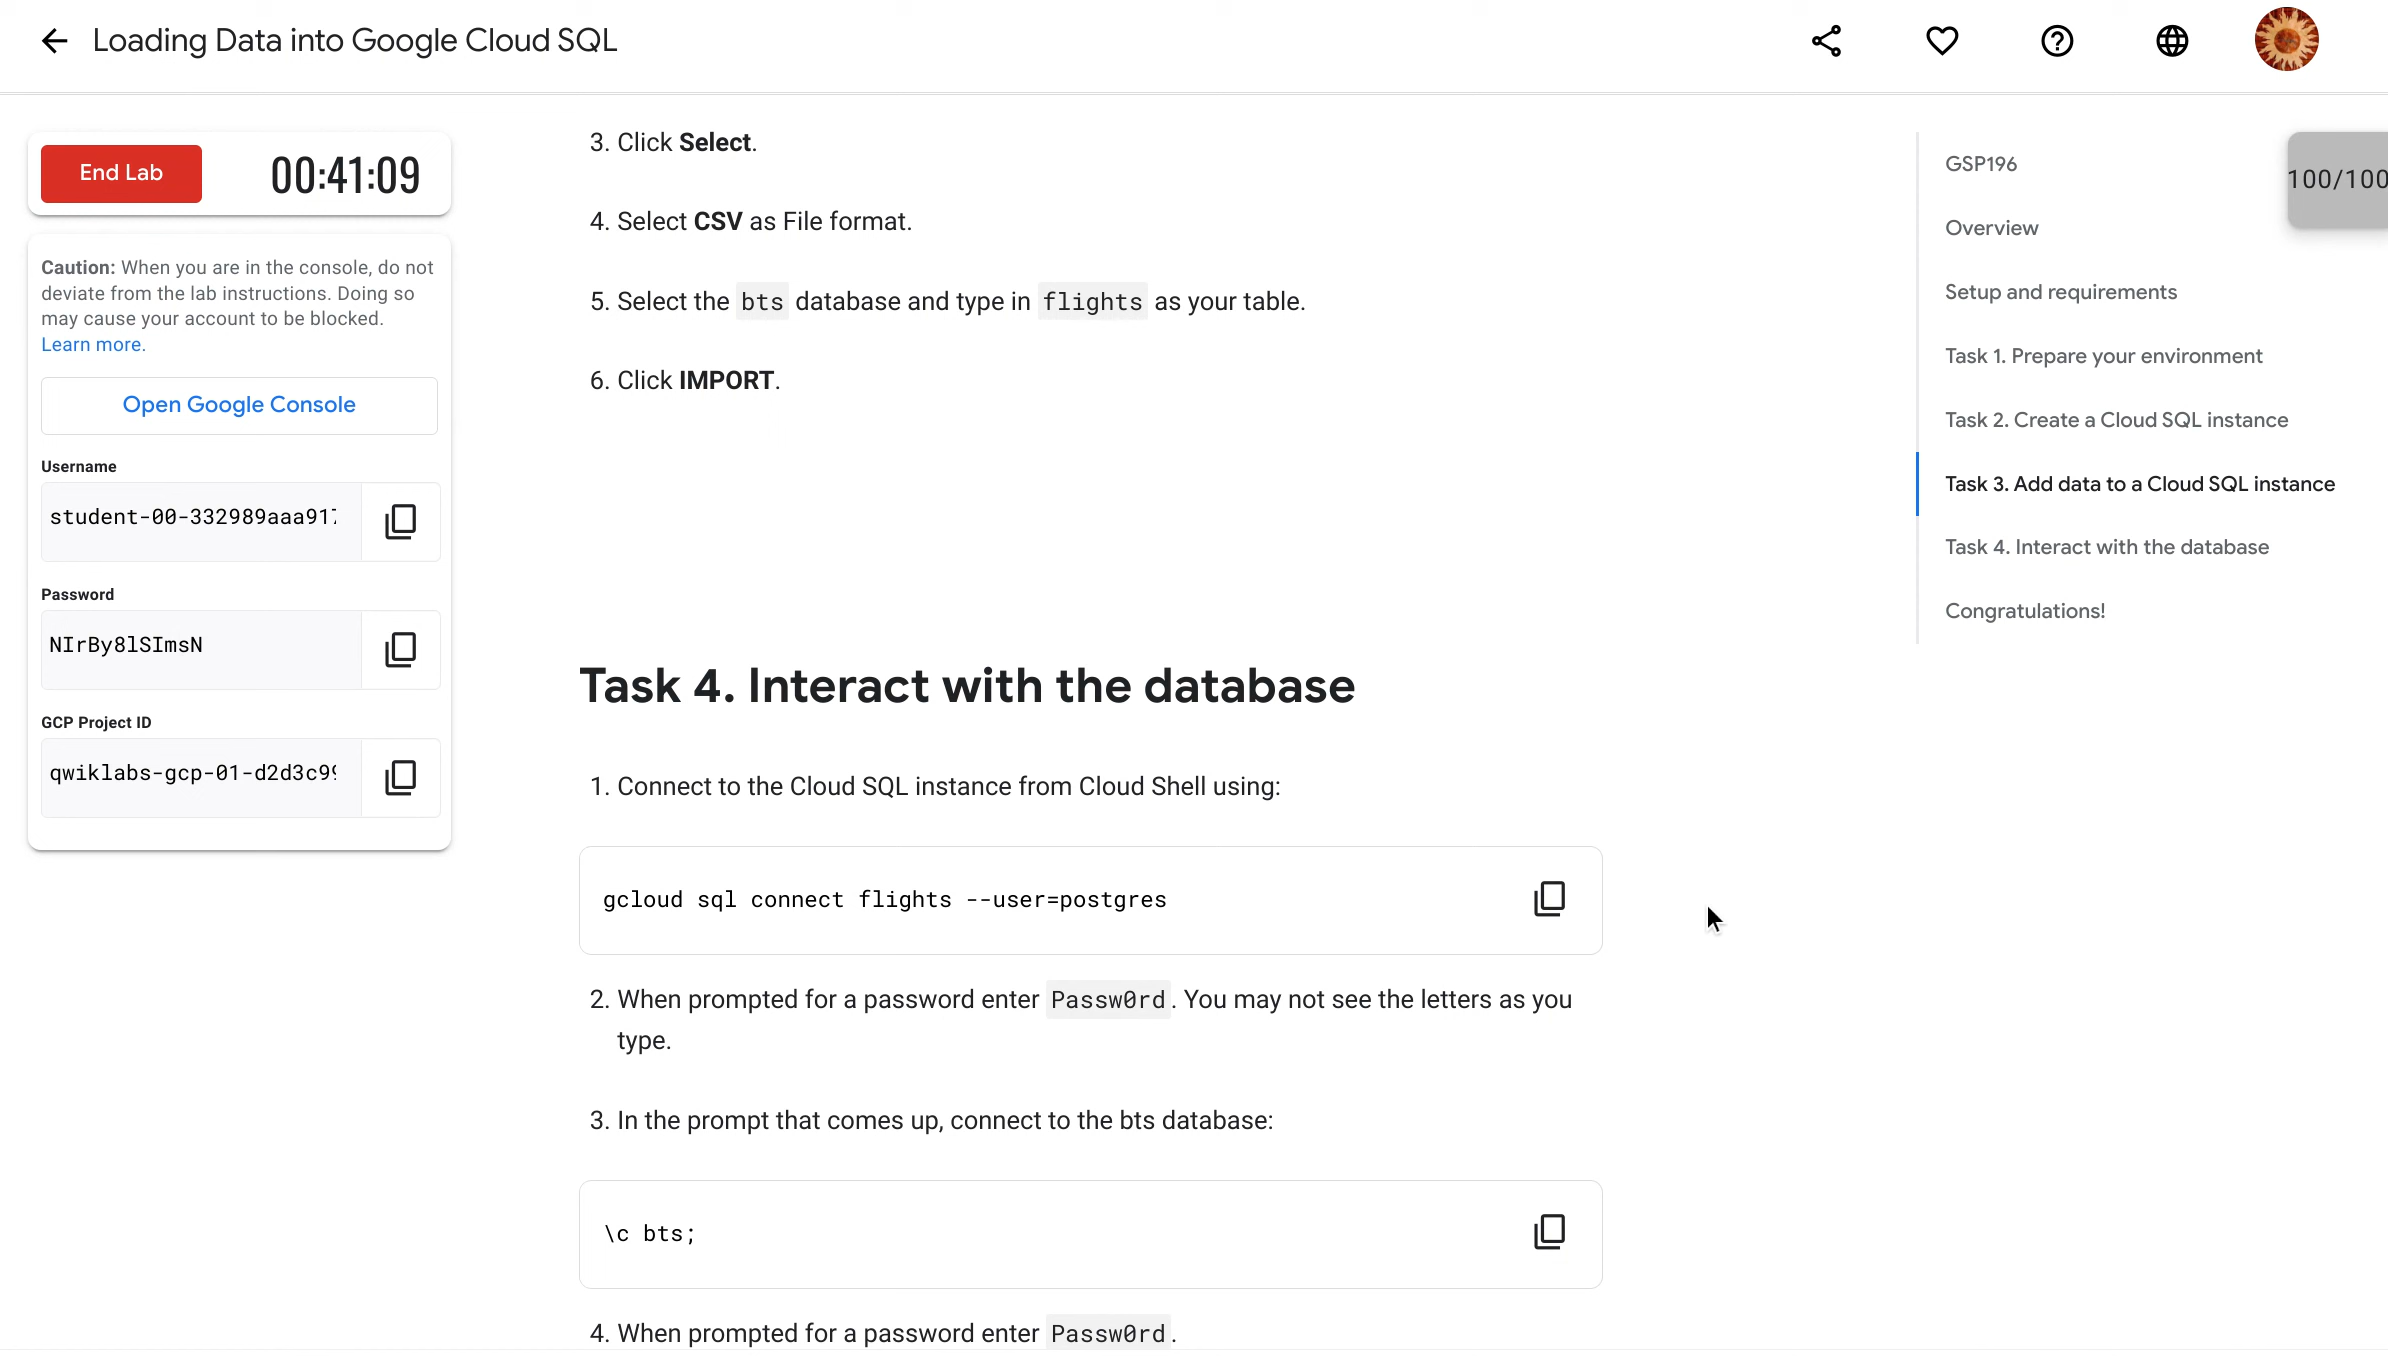 Loading Data into Google Cloud SQL
End Lab
00:41:09
Caution: When you are in the console, do not
deviate from the lab instructions. Doing so
may cause your account to be blocked.
Learn more.
Open Google Console
Username
student-00-332989aaa917
Password
NIrBy8lSImsN
GCP Project ID
qwiklabs-gcp-01-d2d3c99
3. Click Select.
4. Select CSV as File format.
5. Select the bts database and type in flights as your table.
6. Click IMPORT.
Task 4. Interact with the database
1. Connect to the Cloud SQL instance from Cloud Shell using:
gcloud sql connect flights --user=postgres
2. When prompted for a password enter Passw0rd. You may not see the letters as you
type.
3. In the prompt that comes up, connect to the bts database:
\c bts;
4. When prompted for a password enter Passw0rd.
GSP196
Overview
Setup and requirements
Task 1. Prepare your environment
Task 2. Create a Cloud SQL instance
Task 3. Add data to a Cloud SQL instance
Task 4. Interact with the database
Congratulations!
100/100